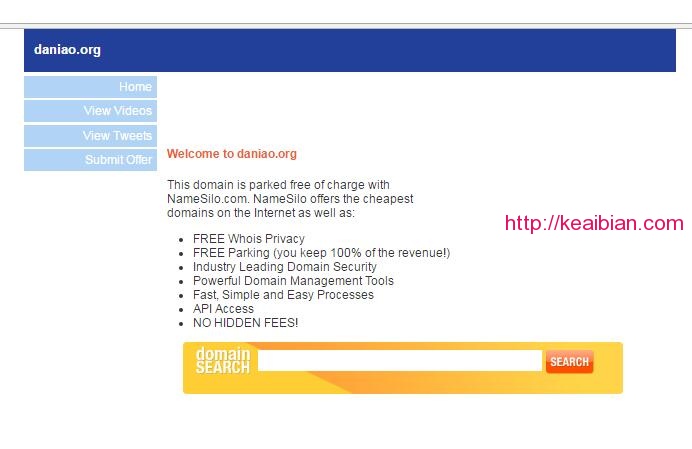 daniao.org
Home
View Videos
View Tweets
Submit Offer
Welcome to daniao.org
This domain is parked free of charge with
NameSilo.com. NameSilo offers the cheapest
domains on the Internet as well as:
http://keaibian.com
FREE Whois Privacy
FREE Parking (you keep 100% of the revenue!)
Industry Leading Domain Security
Powerful Domain Management Tools
Fast, Simple and Easy Processes
API Access
NO HIDDEN FEES!
domain
SEARCH
SEARCH